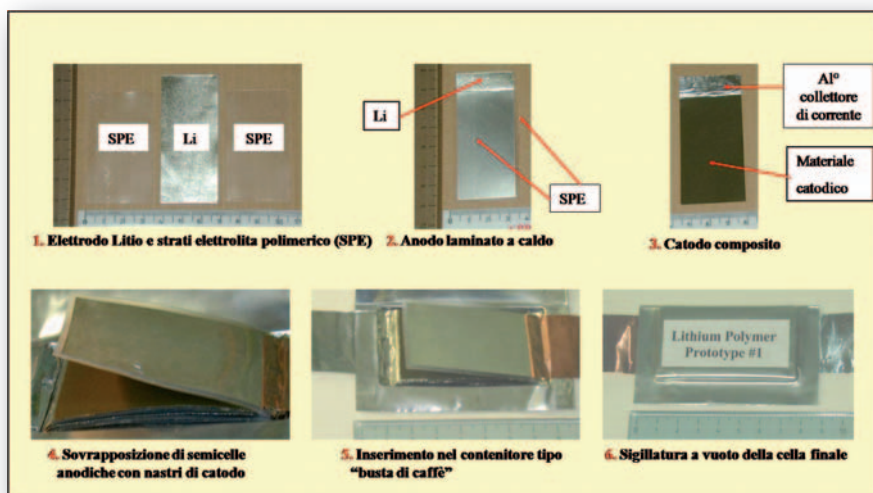 SPE
Li
SPE
1. Elettrodo Litio e strati elettrolita polimerico (SPE)
Li
SPE
2. Anodo laminato a caldo
Al°
collettore
di corrente
Materiale
catodico
3. Catodo composito
4. Sovrapposizione di semicelle
anodiche con nastri di catodo
5. Inserimento nel contenitore tipo
“busta di caffè”
Lithium Polymer
Prototype #1
6. Sigillatura a vuoto della cella finale